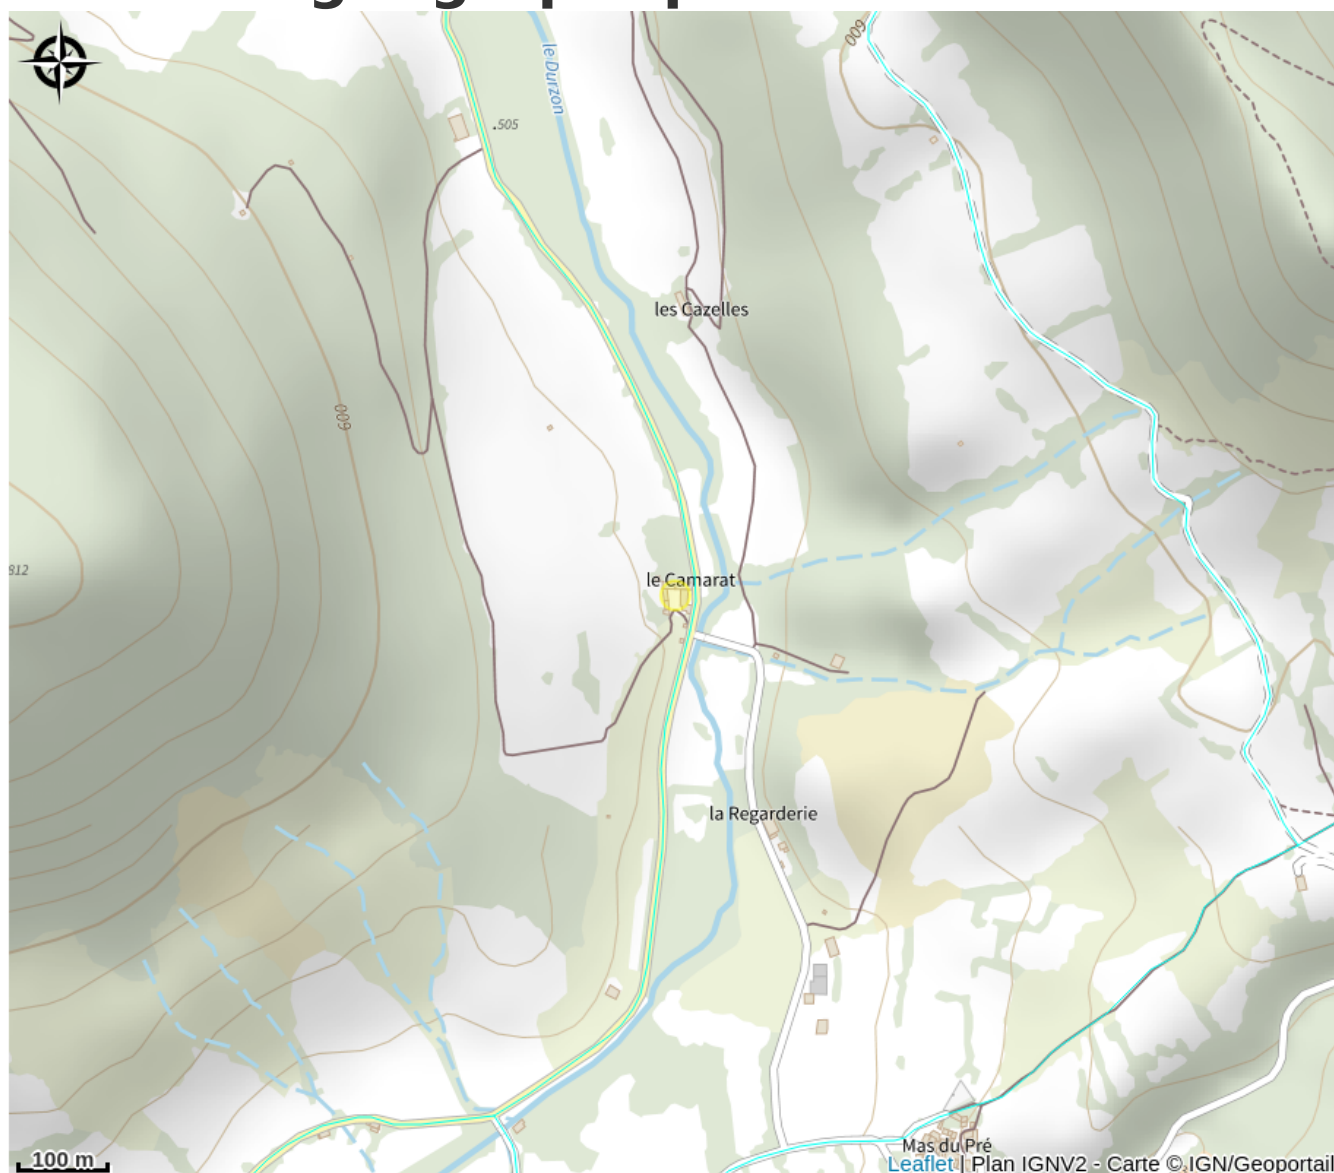 le Durzon
600
.505
les Cazelles
600
812
le Camarat
la Regarderie
Mas du Pré
100 m
Leaflet | Plan IGNV2 - Carte © IGN/Geoportail